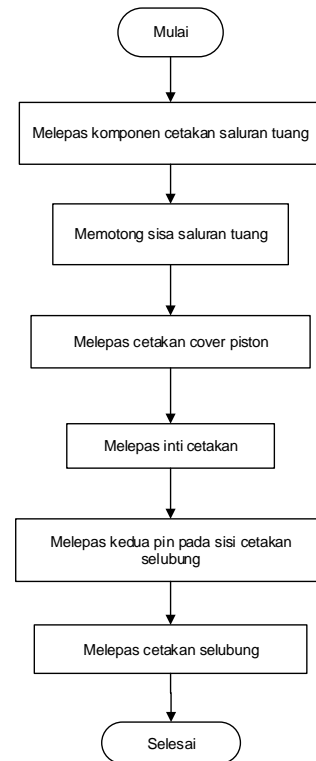 Mulai
Melepas komponen cetakan saluran tuang
Memotong sisa saluran tuang
Melepas cetakan cover piston
Melepas inti cetakan
Melepas kedua pin pada sisi cetakan
selubung
Melepas cetakan selubung
Selesai